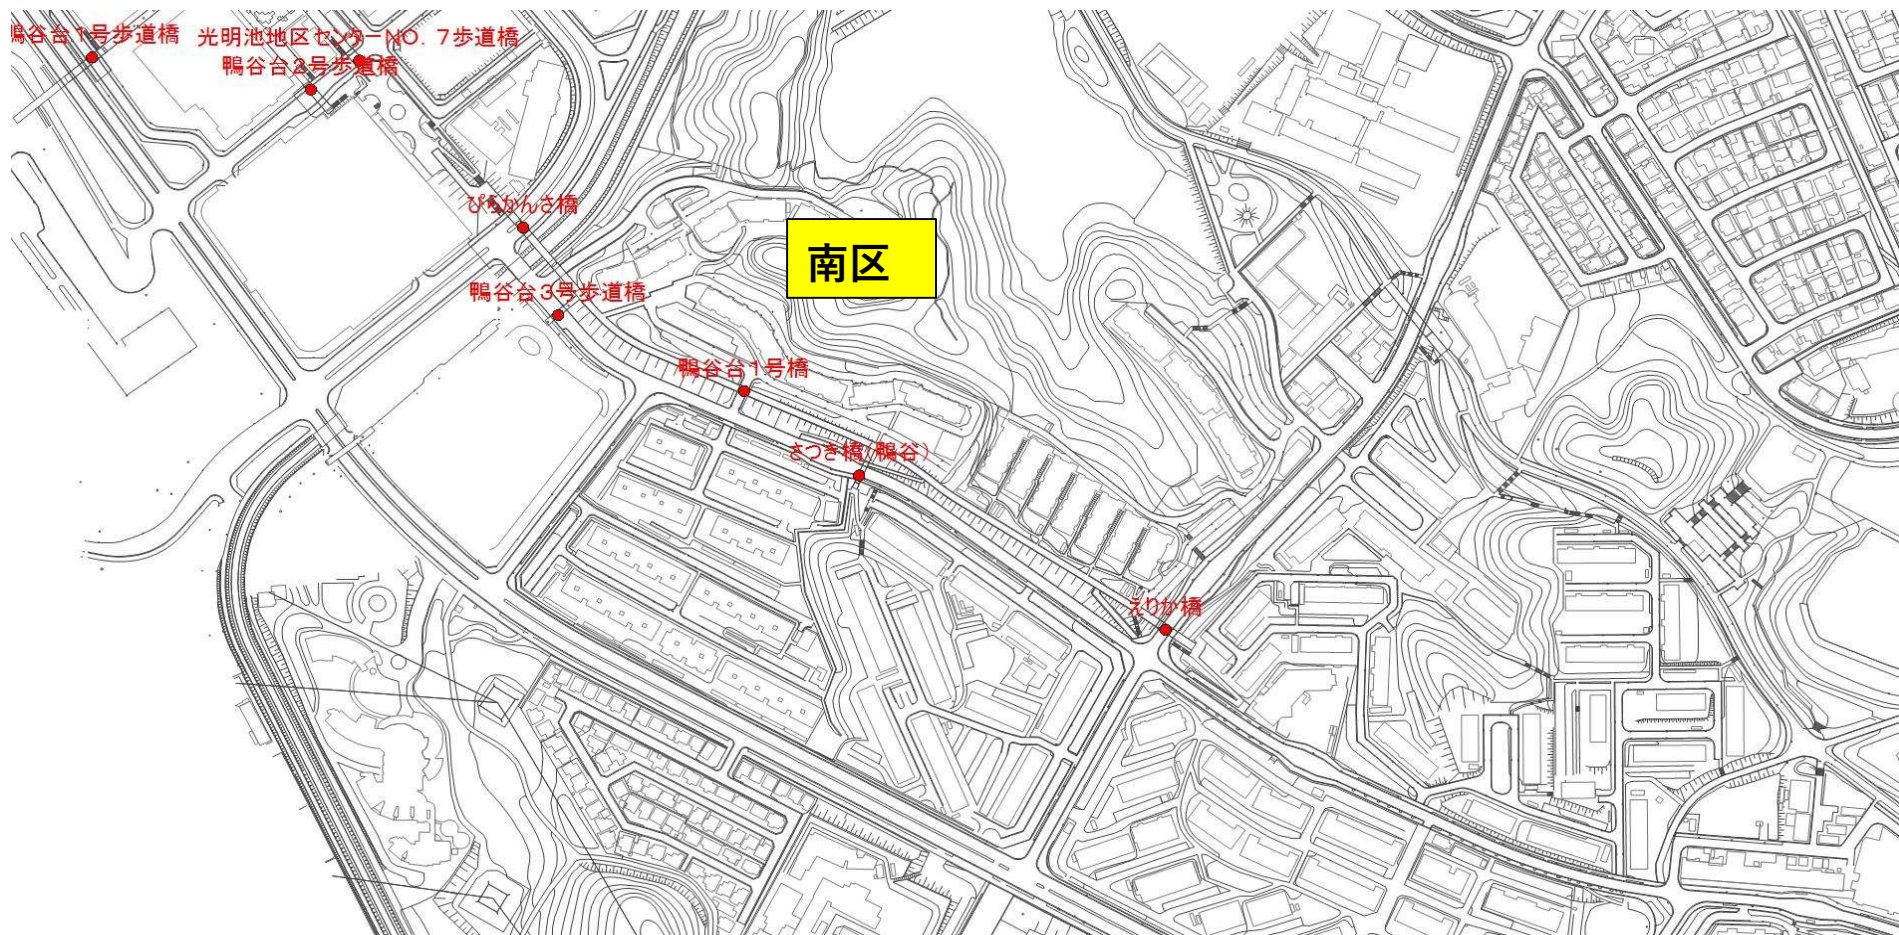 鴨谷台1号歩道橋
光明池地区センターNO．7歩道橋
鴨谷台2号歩道橋
ぴらかんさ橋
南区
鴨谷台3号歩道橋
鴨谷台1号橋
さつき橋(鴨谷)
えりか橋